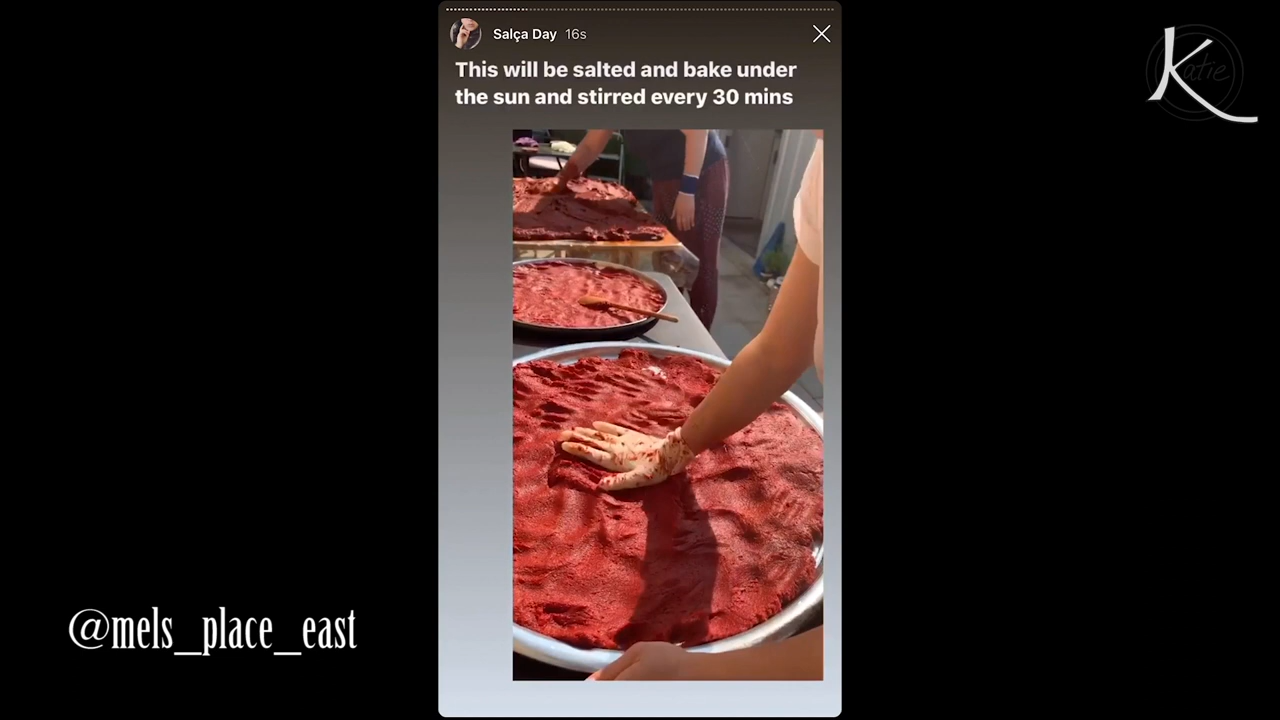 Salça Day 16s
This will be salted and bake under
the sun and stirred every 30 mins
Katie
@mels_place_east